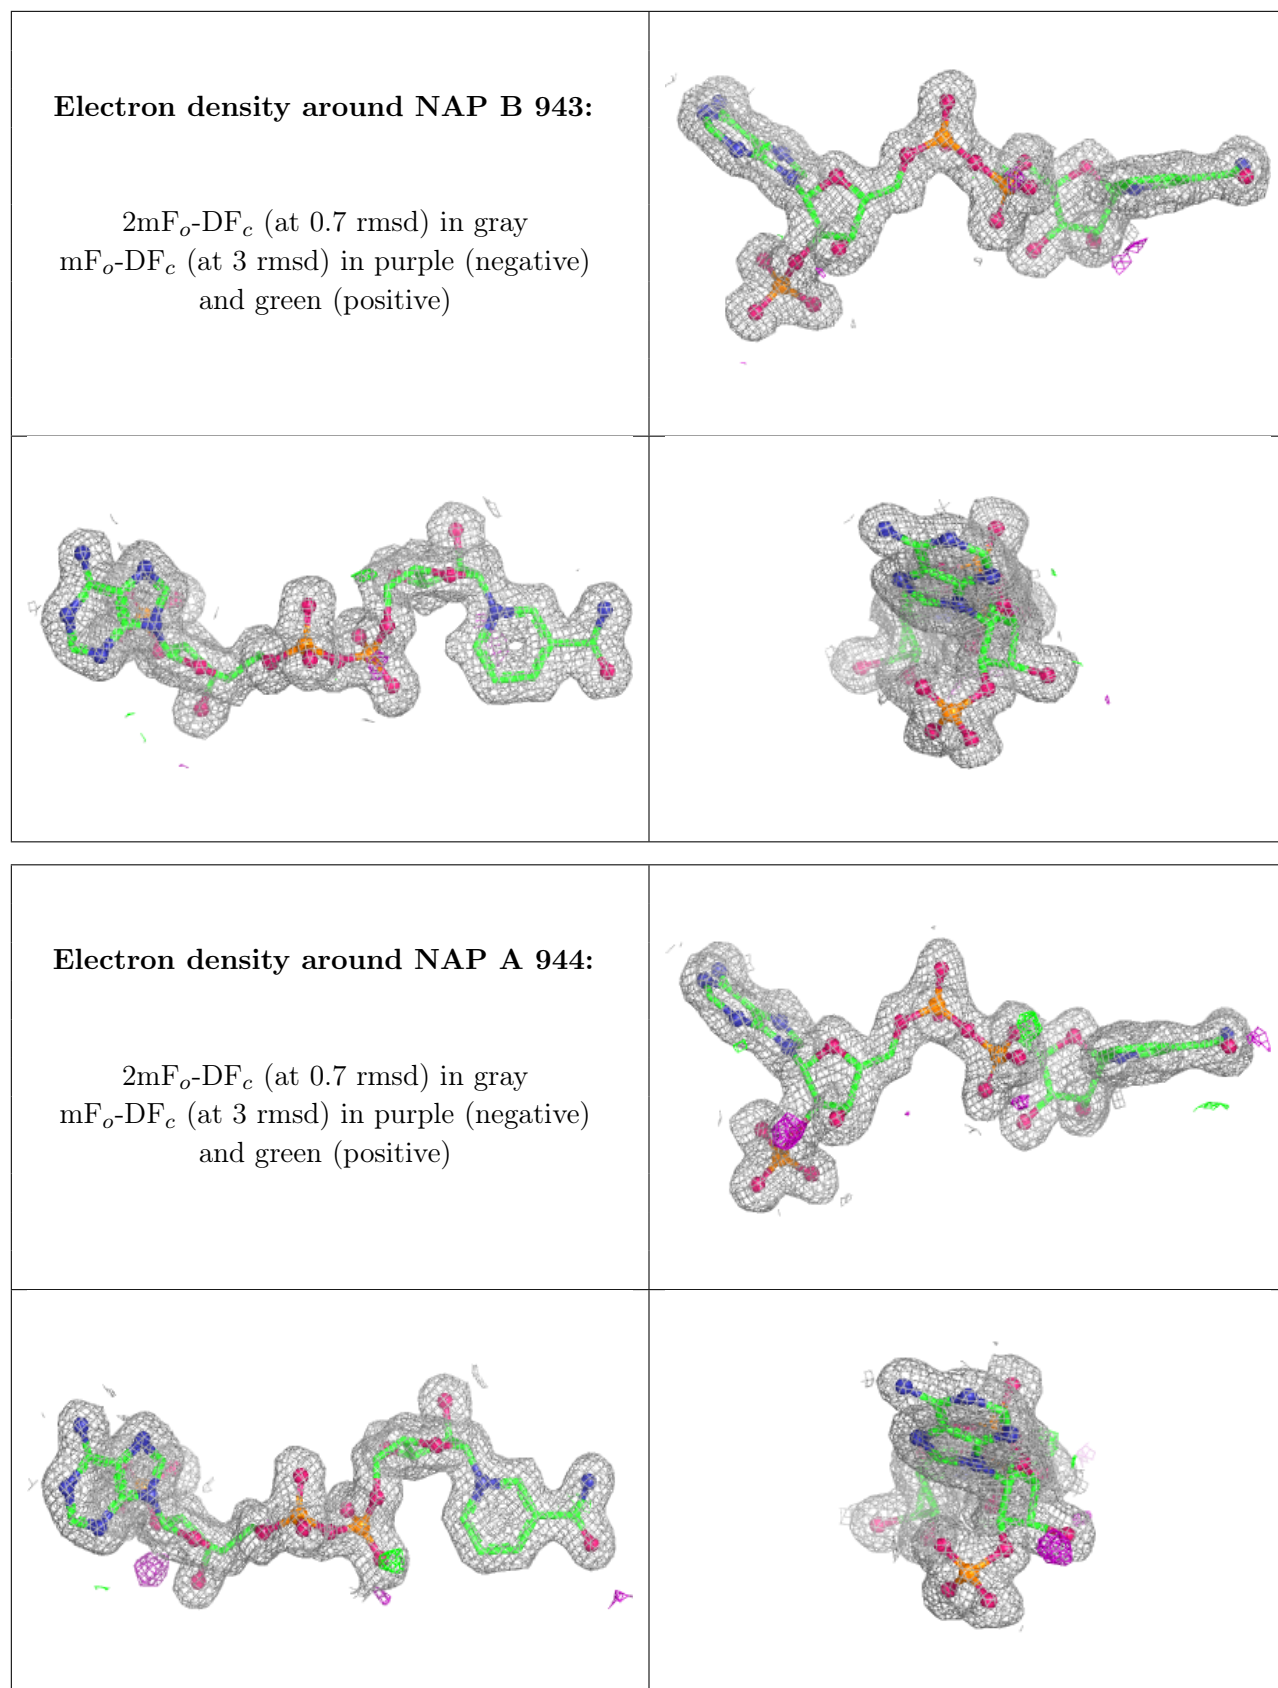 Electron density around NAP B 943:
2mFo-DFc (at 0.7 rmsd) in gray
mFo-DFc (at 3 rmsd) in purple (negative)
and green (positive)
Electron density around NAP A 944:
2mFo-DFc (at 0.7 rmsd) in gray
mFo-DFc (at 3 rmsd) in purple (negative)
and green (positive)